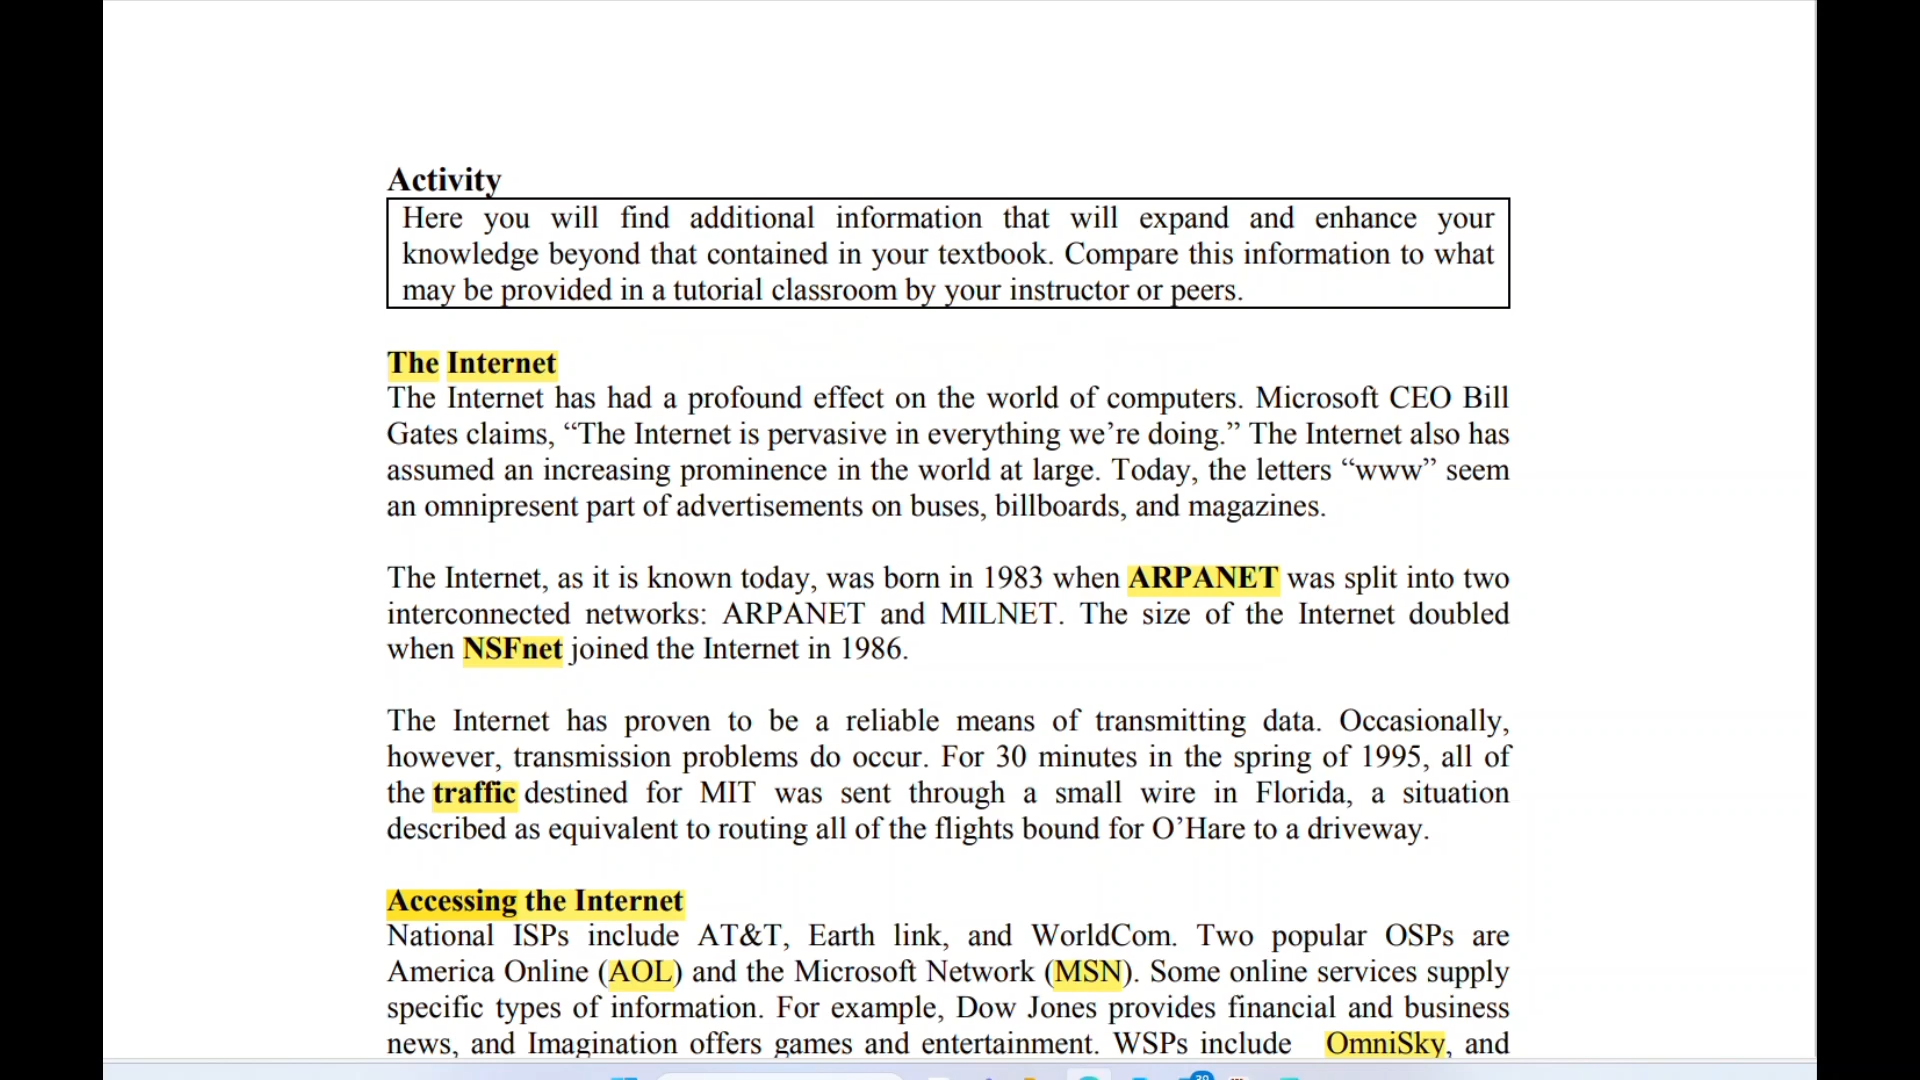 Activity
Here you will find additional information that will expand and enhance your
knowledge beyond that contained in your textbook. Compare this information to what
may be provided in a tutorial classroom by your instructor or peers.
The Internet
The Internet has had a profound effect on the world of computers. Microsoft CEO Bill
Gates claims, “The Internet is pervasive in everything we’re doing.” The Internet also has
assumed an increasing prominence in the world at large. Today, the letters “www” seem
an omnipresent part of advertisements on buses, billboards, and magazines.
The Internet, as it is known today, was born in 1983 when ARPANET was split into two
interconnected networks: ARPANET and MILNET. The size of the Internet doubled
when NSFnet joined the Internet in 1986.
The Internet has proven to be a reliable means of transmitting data. Occasionally,
however, transmission problems do occur. For 30 minutes in the spring of 1995, all of
the traffic destined for MIT was sent through a small wire in Florida, a situation
described as equivalent to routing all of the flights bound for O’Hare to a driveway.
Accessing the Internet
National ISPs include AT&T, Earth link, and WorldCom. Two popular OSPs are
America Online (AOL) and the Microsoft Network (MSN). Some online services supply
specific types of information. For example, Dow Jones provides financial and business
news, and Imagination offers games and entertainment. WSPs include OmniSky, and